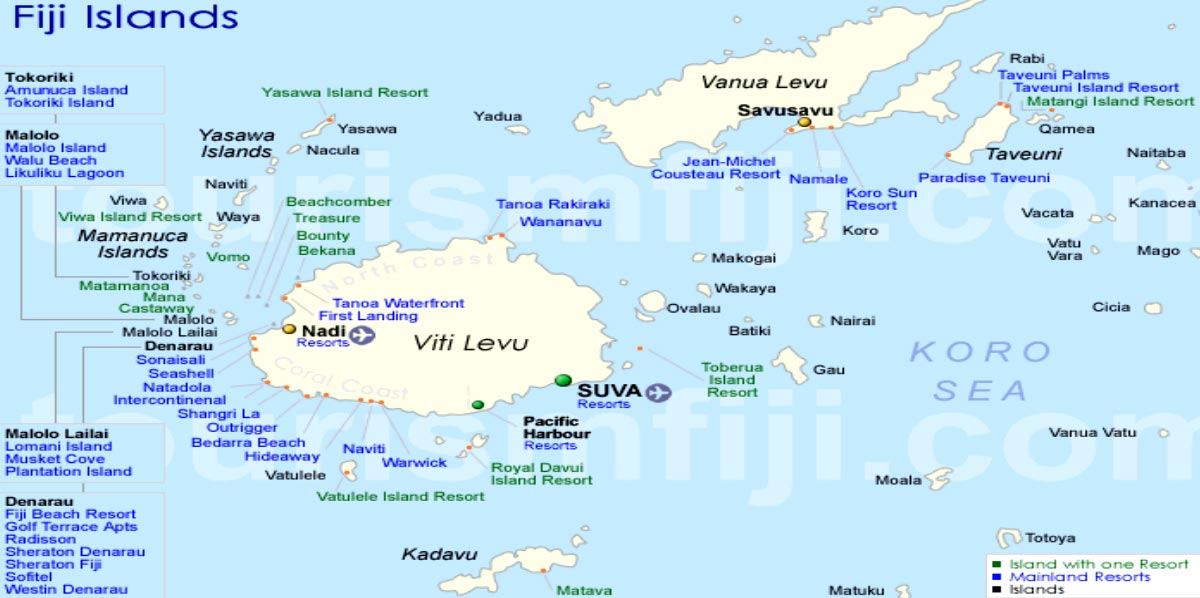 Fiji Islands
Tokoriki
Amunuca Island
Tokoriki Island
Malolo
Malolo Island
Walu Beach
Likuliku Lagoon
Yasawa Island Resort
Yasawa
Islands
Yasawa
Nacula
Naviti
Viwa
Viwa Island Resort
Waya
Mamanuca
Islands
Vomo
Beachcomber
Treasure
Bounty
Bekana
Tokoriki
Matamanoa
Mana
Castaway
Malolo
Malolo Lailai
Denarau
Sonaisali
Seashell
Natadola
Intercontinenal
Shangri La
Outrigger
Bedarra Beach
Hideaway
Naviti
Warwick
Vatulele
Vatulele Island Resort
Malolo Lailai
Lomani Island
Musket Cove
Plantation Island
Denarau
Fiji Beach Resort
Golf Terrace Apts
Radisson
Sheraton Denarau
Sheraton Fiji
Sofitel
Westin Denarau
Yadua
Tanoa Rakiraki
Wananavu
North Coast
Tanoa Waterfront
First Landing
Nadi
Resorts
Viti Levu
Coral Coast
SUVA
Resorts
Pacific
Harbour
Resorts
Royal Davui
Island Resort
Kadavu
Matava
Vanua Levu
Savusavu
Jean-Michel
Cousteau Resort
Namale
Koro Sun
Resort
Rabi
Taveuni Palms
Taveuni Island Resort
Matangi Island Resort
Qamea
Taveuni
Paradise Taveuni
Naitaba
Kanacea
Vacata
Vatu
Vara
Mago
Cicia
Koro
Makogai
Wakaya
Ovalau
Batiki
Nairai
Gau
Toberua
Island
Resort
KORO
SEA
Vanua Vatu
Moala
Totoya
Matuku
Island with one Resort
Mainland Resorts
Islands
tourismfiji.com
tourismfiji.com